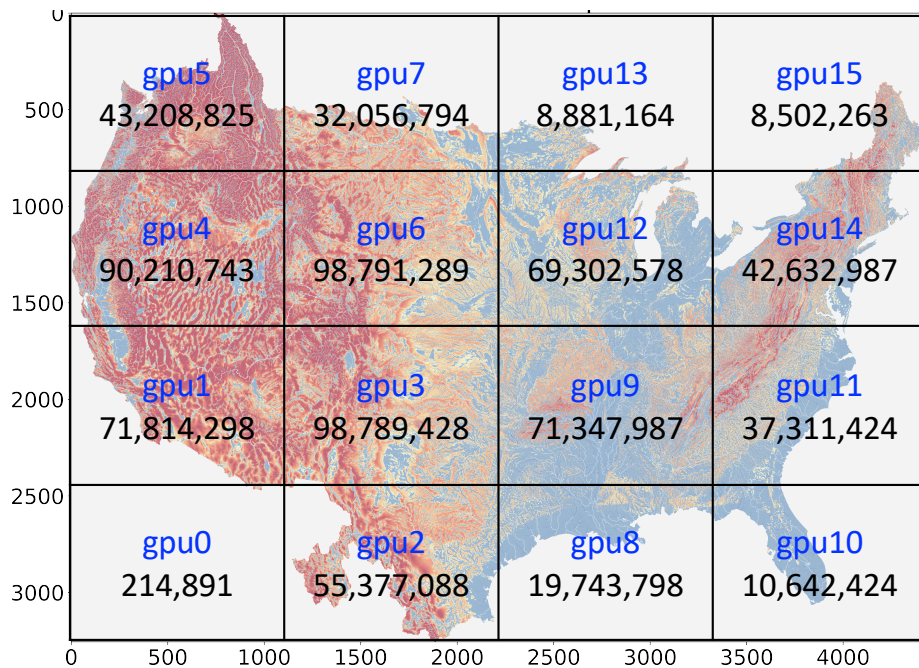 0
gpu5 gpu7 gpu13 gpu15
43,208,825 32,056,794 8,881,164 8,502,263
500
1000
gpu4 gpu6 gpu12 gpu14
90,210,743 98,791,289 69,302,578 42,632,987
1500
gpu1 gpu3 gpu9 gpu11
2000
71,814,298 98,789,428 71,347,987 37,311,424
2500
gpu0 gpu2 gpu8 gpu10
214,891 55,377,088 19,743,798 10,642,424
3000
0 500 1000 1500 2000 2500 3000 3500 4000